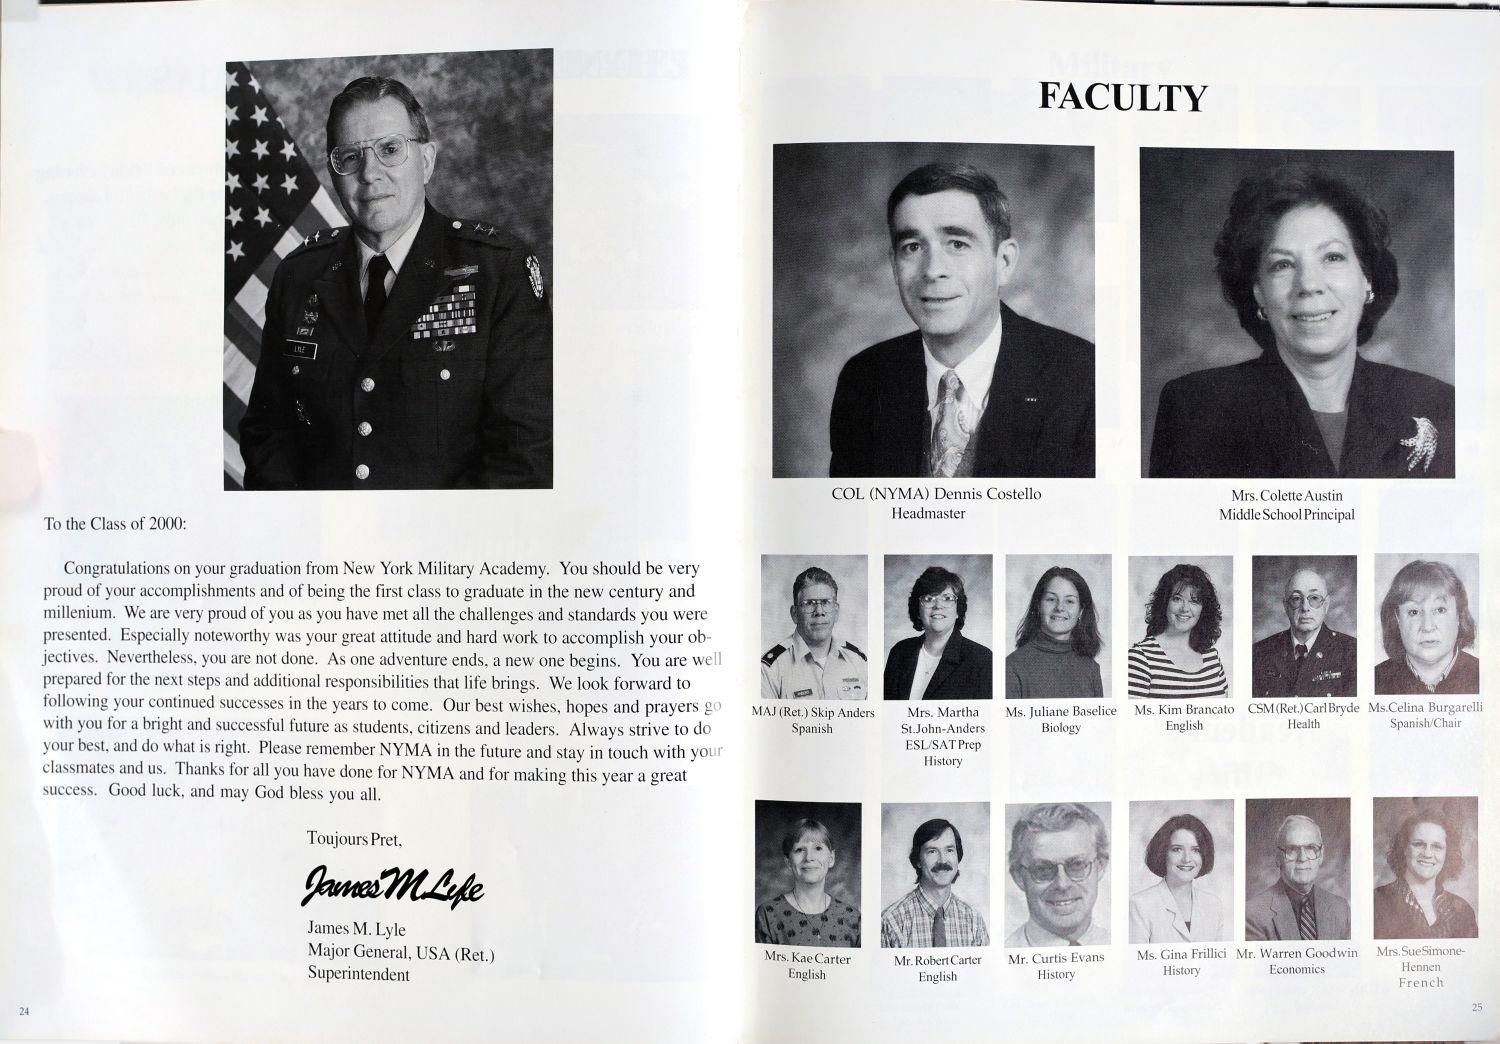 LYLE
To the Class of 2000:
Congratulations on your graduation from New York Military Academy. You should be very
proud of your accomplishments and of being the first class to graduate in the new century and
millenium. We are very proud of you as you have met all the challenges and standards you were
presented. Especially noteworthy was your great attitude and hard work to accomplish your ob-
jectives. Nevertheless, you are not done. As one adventure ends, a new one begins. You are well
prepared for the next steps and additional responsibilities that life brings. We look forward to
following your continued successes in the years to come. Our best wishes, hopes and prayers go
with you for a bright and successful future as students, citizens and leaders. Always strive to do
your best, and do what is right. Please remember NYMA in the future and stay in touch with your
classmates and us. Thanks for all you have done for NYMA and for making this year a great
success. Good luck, and may God bless you all.
Toujours Pret,
James M. Lyle
James M. Lyle
Major General, USA (Ret.)
Superintendent
24
FACULTY
COL (NYMA) Dennis Costello
Headmaster
Mrs. Colette Austin
Middle School Principal
MAJ (Ret.) Skip Anders
Spanish
Mrs. Martha
St.John-Anders
ESL/SAT Prep
History
Ms. Juliane Baselice
Biology
Ms. Kim Brancato
English
CSM (Ret.) Carl Bryde
Health
Ms.Celina Burgarelli
Spanish/Chair
Mrs. Kae Carter
English
Mr. Robert Carter
English
Mr. Curtis Evans
History
Ms. Gina Frillici
History
Mr. Warren Goodwin
Economics
Mrs. Sue Simone-
Hennen
French
25